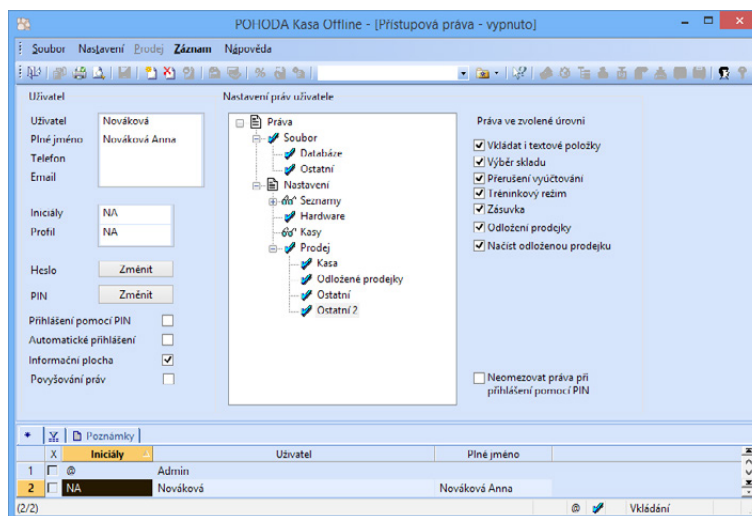 POHODA Kasa Offline - [Přístupová práva - vypnuto]
Soubor Nastavení Prodej Záznam Nápověda
Uživatel
Uživatel Nováková
Plné jméno Nováková Anna
Telefon
Email
Iniciály NA
Profil NA
Heslo Změnit
PIN Změnit
Přihlášení pomocí PIN
Automatické přihlášení
Informační plocha
Povyšování práv
Nastavení práv uživatele
Práva
Soubor
Databáze
Ostatní
Nastavení
Seznamy
Hardware
Kasy
Prodej
Kasa
Odložené prodejky
Ostatní
Ostatní 2
Práva ve zvolené úrovni
Vkládat i textové položky
Výběr skladu
Přerušení vyúčtování
Tréninkový režim
Zásuvka
Odložení prodejky
Načíst odloženou prodejku
Neomezovat práva při
přihlášení pomocí PIN
Poznámky
X Iniciály Uživatel Plné jméno
1 @ Admin
2 NA Nováková Nováková Anna
(2/2) @ Vkládání